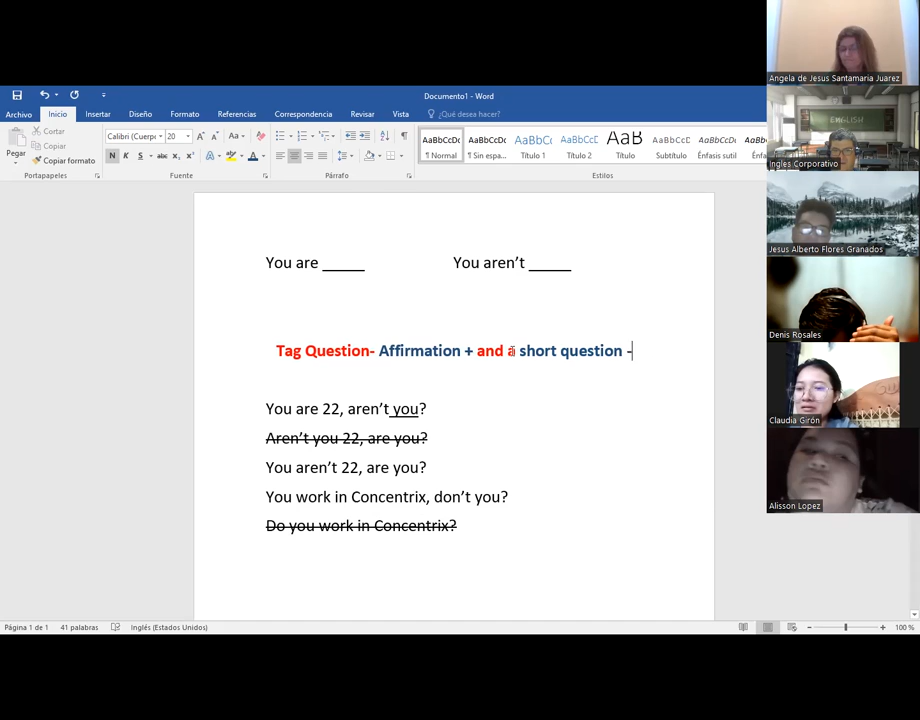 Documento1 - Word
Archivo Inicio Insertar Diseño Formato Referencias Correspondencia Revisar Vista ¿Qué desea hacer?
Pegar
Cortar
Copiar
Copiar formato
Portapapeles
Calibri (Cuerp 20
Fuente
Párrafo
AaBbCcDc
¶ Normal
AaBbCcDc
¶ Sin espa...
AaBbC
Título 1
AaBbCcE
Título 2
AaB
Título
AaBbCcD
Subtítulo
AaBbCcDc
Énfasis sutil
Estilos
You are _____ You aren't _____
Tag Question- Affirmation + and a short question -
You are 22, aren't you?
Aren't you 22, are you?
You aren't 22, are you?
You work in Concentrix, don't you?
Do you work in Concentrix?
Página 1 de 1 41 palabras Inglés (Estados Unidos) 100 %
Angela de Jesus Santamaria Juarez
ENGLISH
Ingles Corporativo
Jesus Alberto Flores Granados
Denis Rosales
Claudia Girón
Alisson Lopez